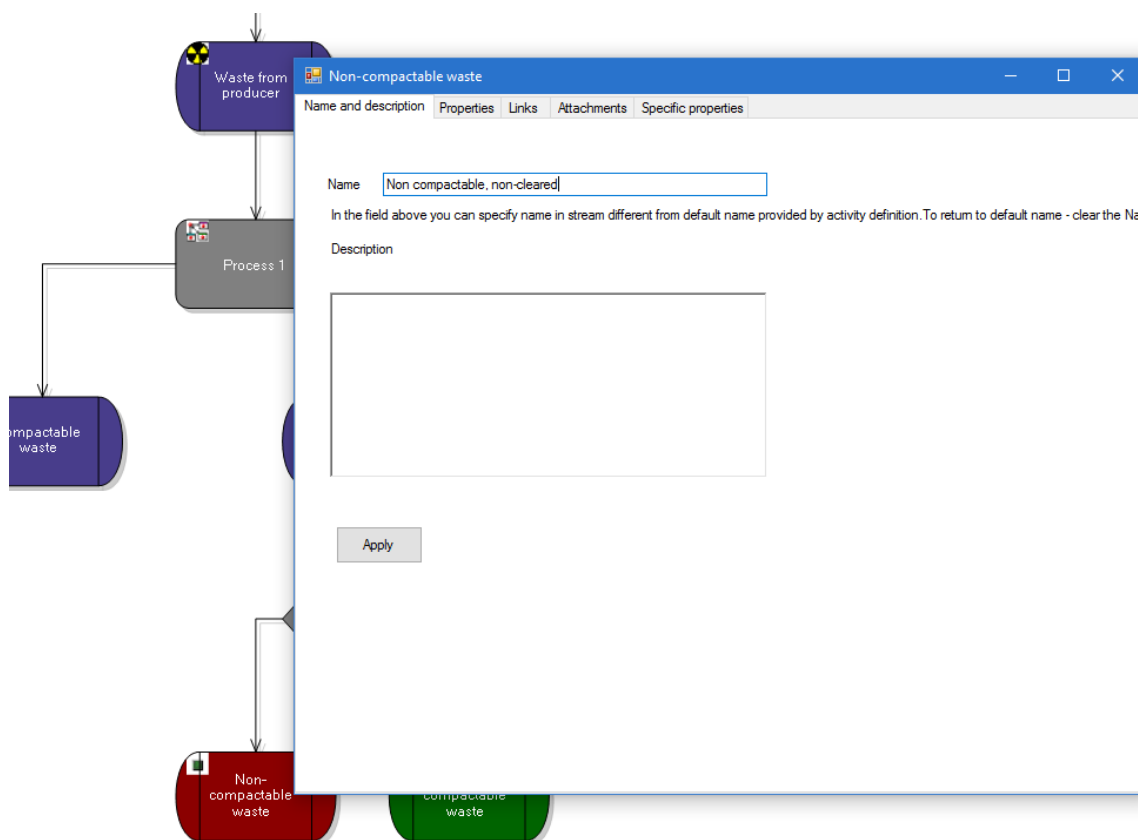 Waste from
producer
Non-compactable waste
Name and description
Properties
Links
Attachments
Specific properties
Name
Non compactable, non-cleared
In the field above you can specify name in stream different from default name provided by activity definition.To return to default name - clear the Na
Description
Process 1
ompactable
waste
Apply
Non-
compactable
waste
compactable
waste